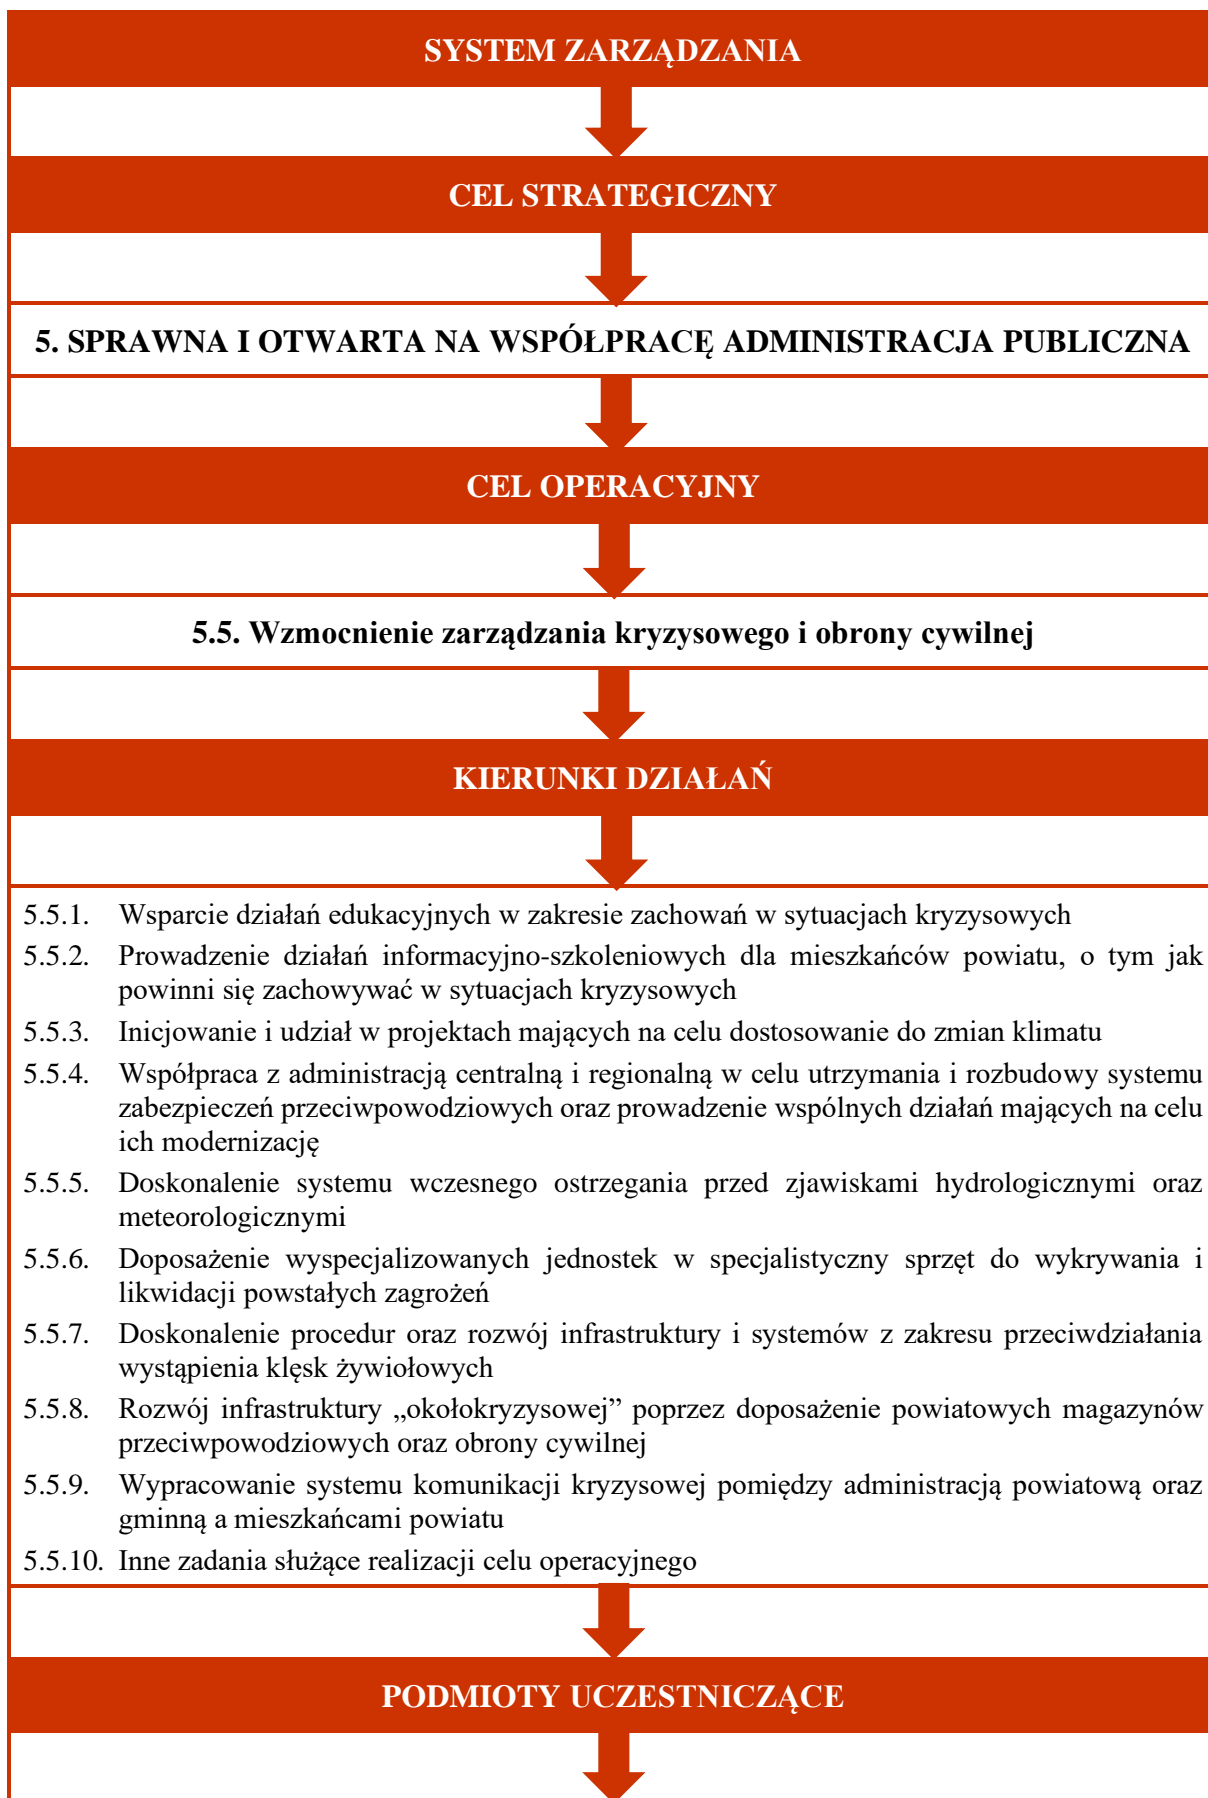 SYSTEM ZARZĄDZANIA
CEL STRATEGICZNY
5. SPRAWNA I OTWARTA NA WSPÓŁPRACĘ ADMINISTRACJA PUBLICZNA
CEL OPERACYJNY
5.5. Wzmocnienie zarządzania kryzysowego i obrony cywilnej
KIERUNKI DZIAŁAŃ
5.5.1. Wsparcie działań edukacyjnych w zakresie zachowań w sytuacjach kryzysowych
5.5.2. Prowadzenie działań informacyjno-szkoleniowych dla mieszkańców powiatu, o tym jak
powinni się zachowywać w sytuacjach kryzysowych
5.5.3. Inicjowanie i udział w projektach mających na celu dostosowanie do zmian klimatu
5.5.4. Współpraca z administracją centralną i regionalną w celu utrzymania i rozbudowy systemu
zabezpieczeń przeciwpowodziowych oraz prowadzenie wspólnych działań mających na celu
ich modernizację
5.5.5. Doskonalenie systemu wczesnego ostrzegania przed zjawiskami hydrologicznymi oraz
meteorologicznymi
5.5.6. Doposażenie wyspecjalizowanych jednostek w specjalistyczny sprzęt do wykrywania i
likwidacji powstałych zagrożeń
5.5.7. Doskonalenie procedur oraz rozwój infrastruktury i systemów z zakresu przeciwdziałania
wystąpienia klęsk żywiołowych
5.5.8. Rozwój infrastruktury „okołokryzysowej” poprzez doposażenie powiatowych magazynów
przeciwpowodziowych oraz obrony cywilnej
5.5.9. Wypracowanie systemu komunikacji kryzysowej pomiędzy administracją powiatową oraz
gminną a mieszkańcami powiatu
5.5.10. Inne zadania służące realizacji celu operacyjnego
PODMIOTY UCZESTNICZĄCE